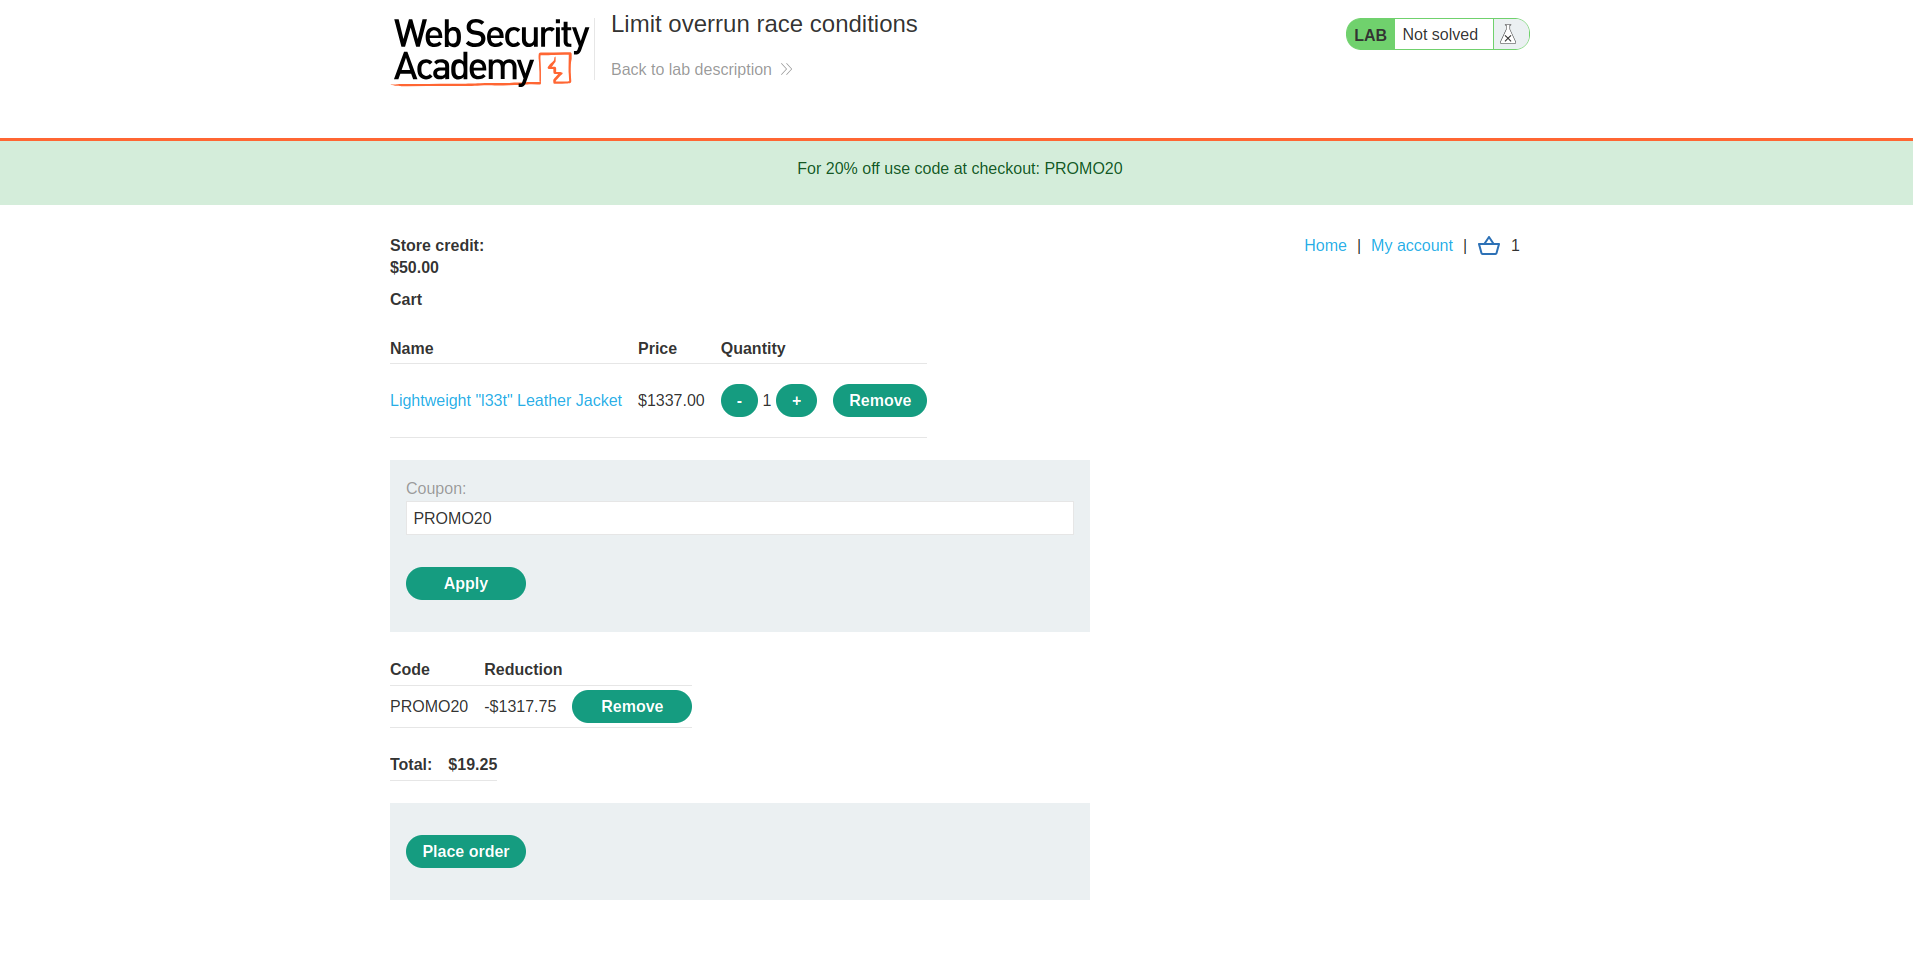 Web Security
Academy
Limit overrun race conditions
Back to lab description
LAB Not solved
For 20% off use code at checkout: PROMO20
Store credit:
$50.00
Home | My account | 1
Cart
Name Price Quantity
Lightweight "l33t" Leather Jacket $1337.00 - 1 + Remove
Coupon:
PROMO20
Apply
Code Reduction
PROMO20 -$1317.75 Remove
Total: $19.25
Place order